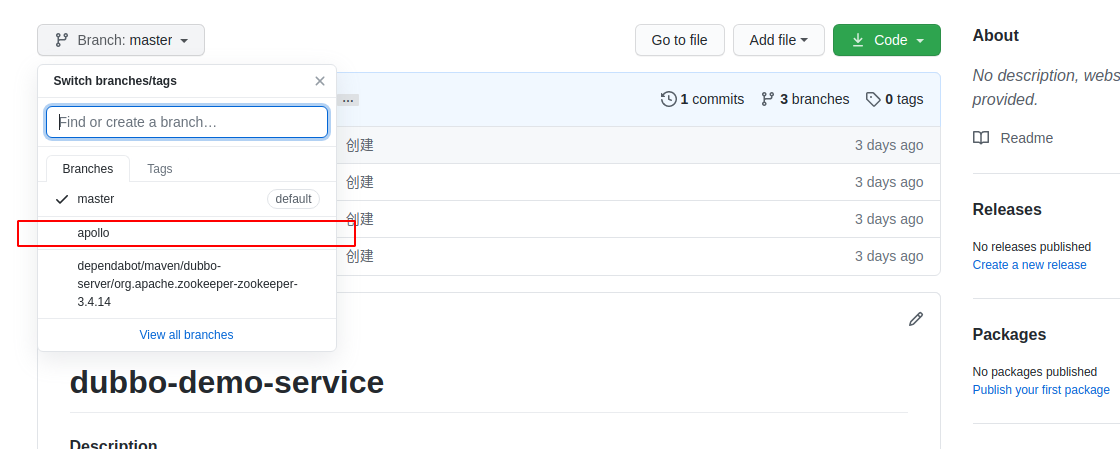 Branch: master
Go to file
Add file
Code
Switch branches/tags
Find or create a branch…
Branches
Tags
master
default
apollo
dependabot/maven/dubbo-
server/org.apache.zookeeper-zookeeper-
3.4.14
View all branches
...
1 commits
3 branches
0 tags
创建
3 days ago
创建
3 days ago
创建
3 days ago
创建
3 days ago
dubbo-demo-service
Description
About
No description, webs
provided.
Readme
Releases
No releases published
Create a new release
Packages
No packages published
Publish your first package